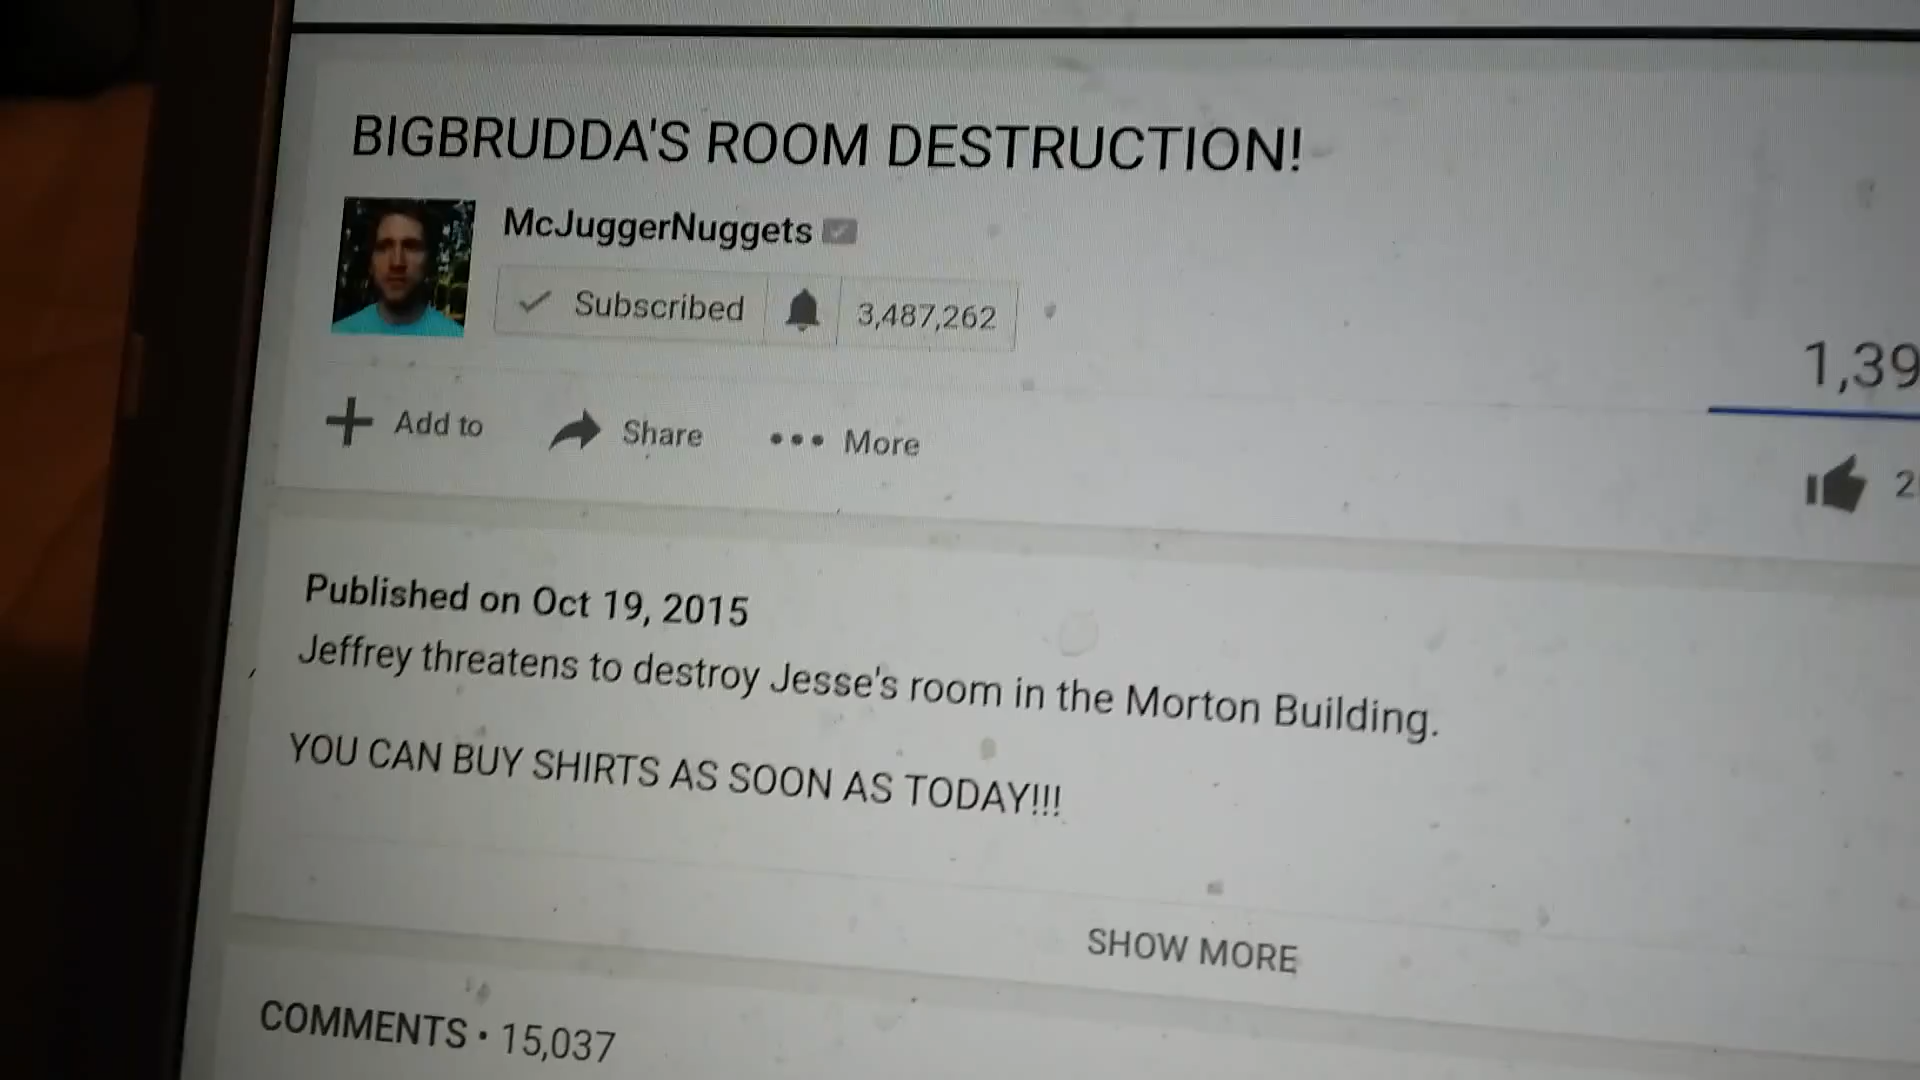 BIGBRUDDA'S ROOM DESTRUCTION!
McJuggerNuggets
Subscribed 3,487,262
1,39
Add to Share More
2
Published on Oct 19, 2015
Jeffrey threatens to destroy Jesse's room in the Morton Building.
YOU CAN BUY SHIRTS AS SOON AS TODAY!!!
SHOW MORE
COMMENTS • 15,037